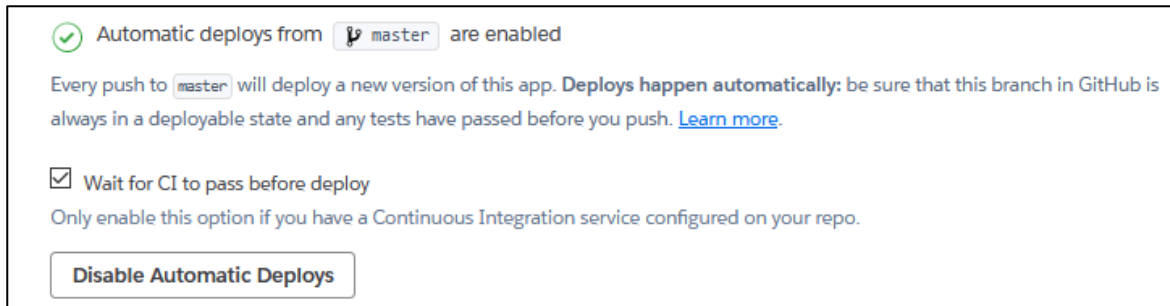 Automatic deploys from master are enabled
Every push to master will deploy a new version of this app. Deploys happen automatically: be sure that this branch in GitHub is
always in a deployable state and any tests have passed before you push. Learn more.
Wait for CI to pass before deploy
Only enable this option if you have a Continuous Integration service configured on your repo.
Disable Automatic Deploys